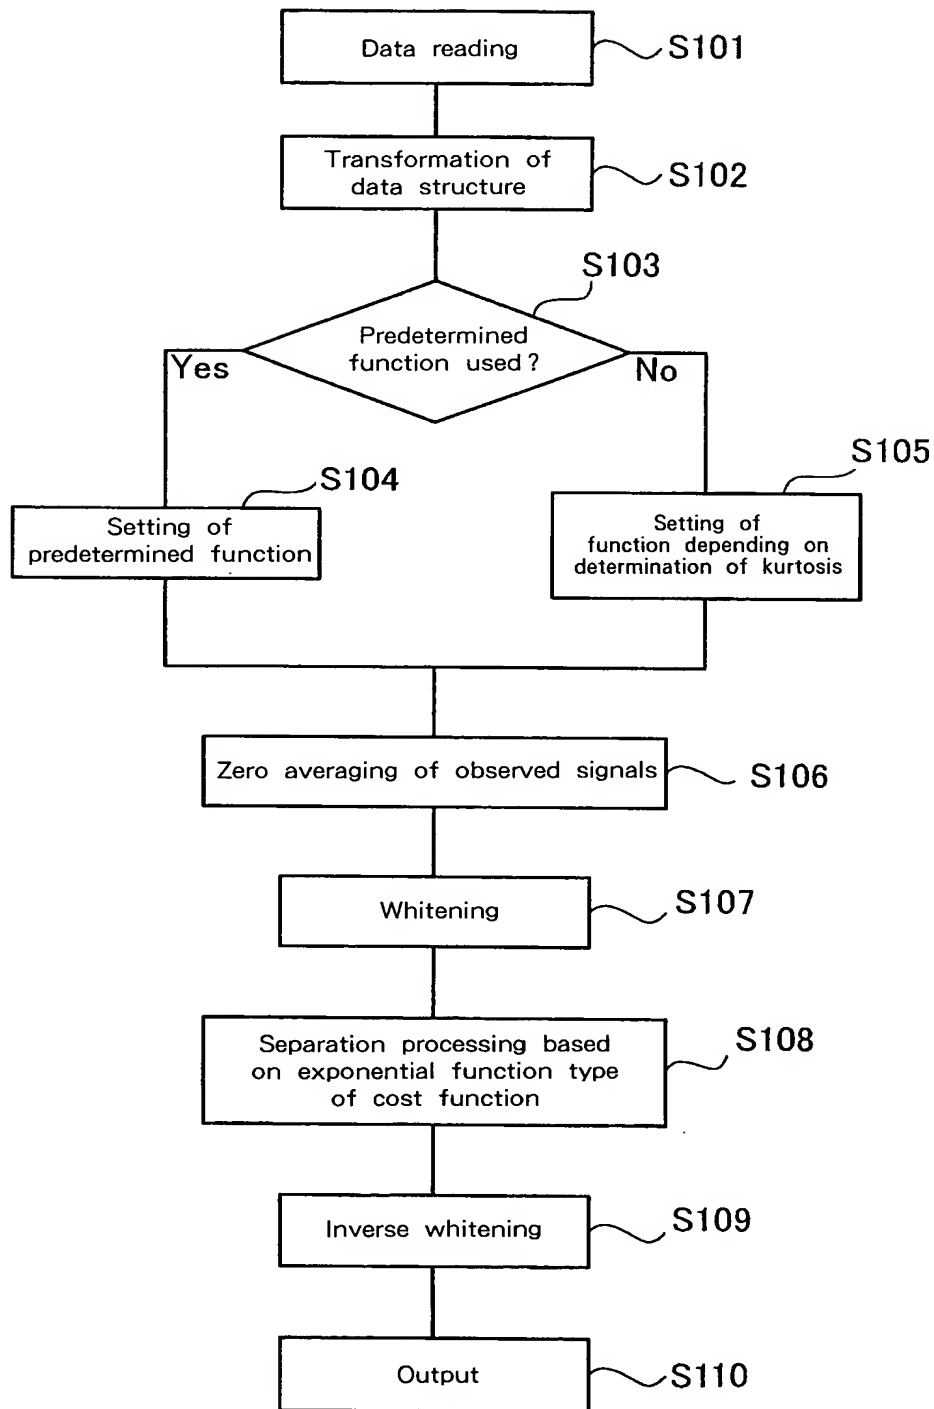 Data reading
S101
Transformation of
data structure
S102
S103
Predetermined
function used ?
Yes
No
S104
Setting of
predetermined function
S105
Setting of
function depending on
determination of kurtosis
Zero averaging of observed signals
S106
Whitening
S107
Separation processing based
on exponential function type
of cost function
S108
Inverse whitening
S109
Output
S110